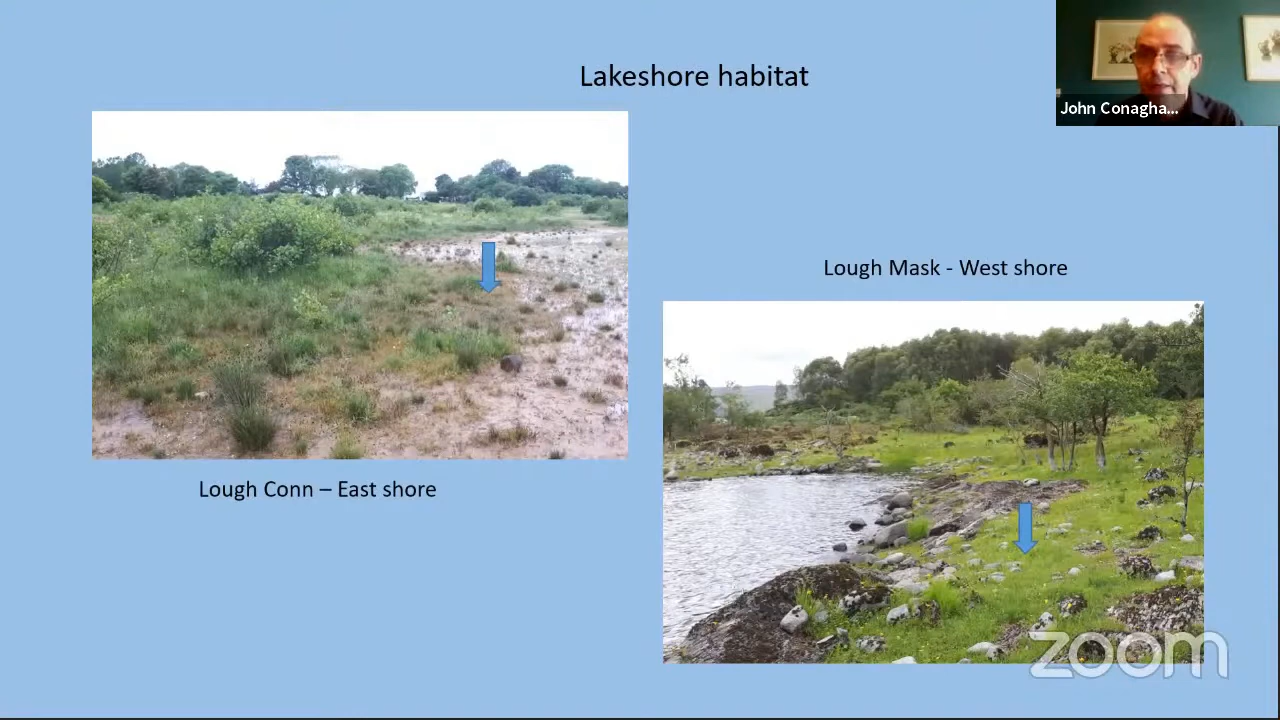 Lakeshore habitat
John Conagha...
Lough Mask - West shore
Lough Conn – East shore
zoom